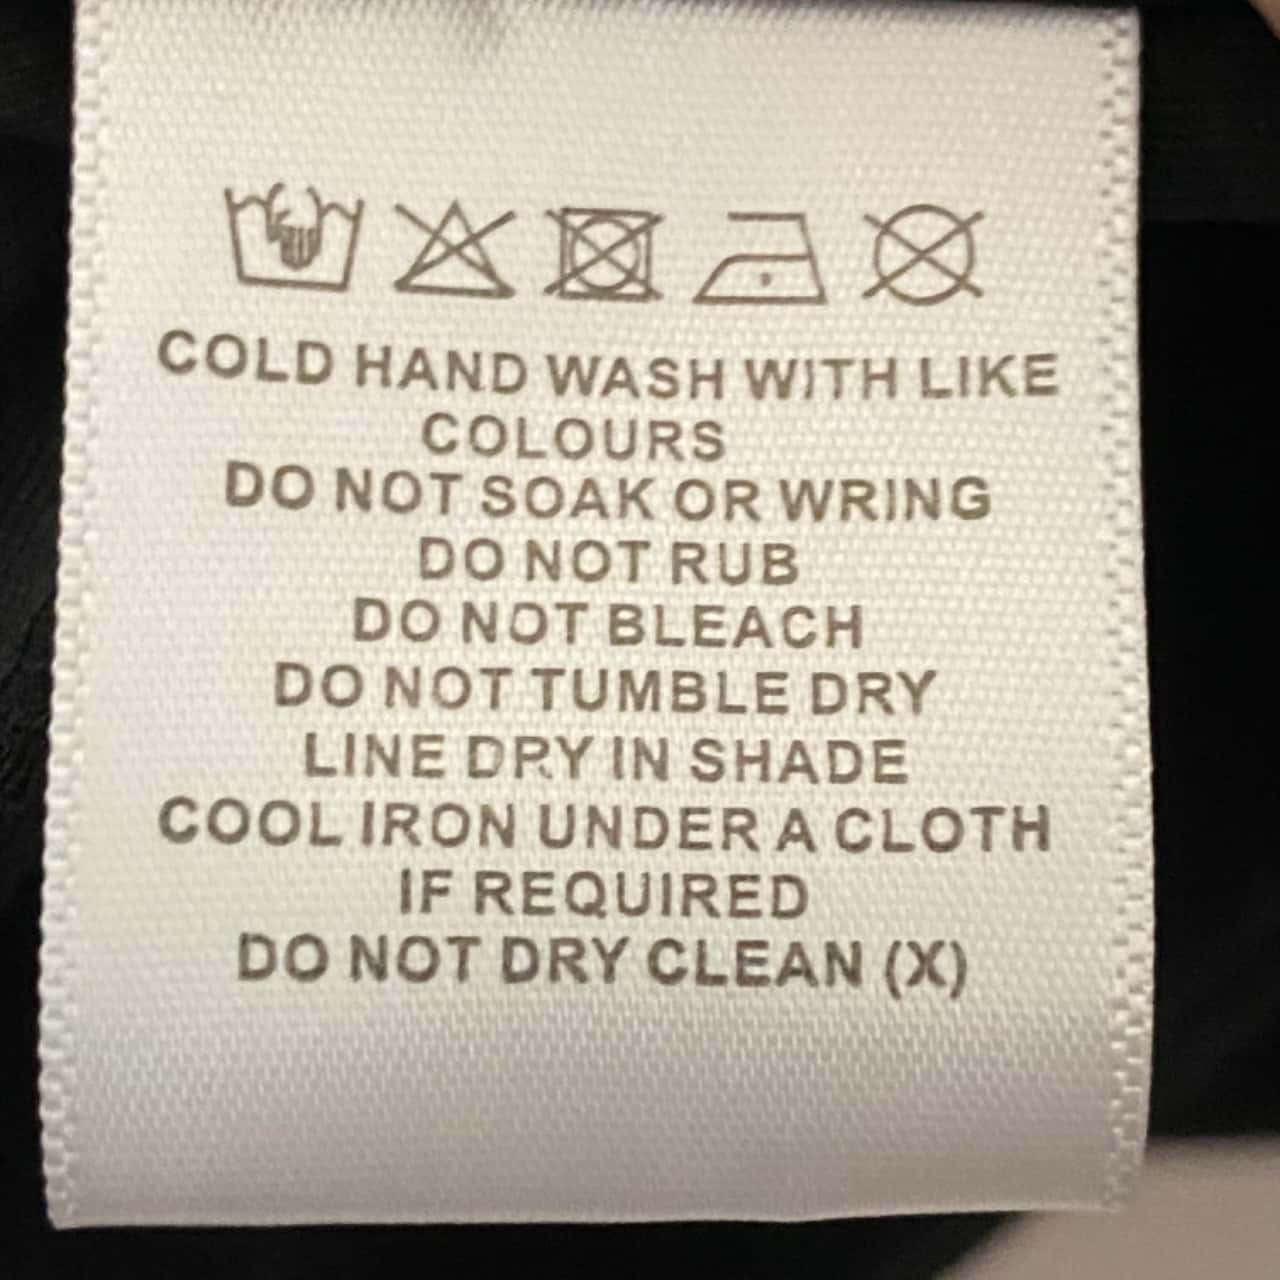 COLD HAND WASH WITH LIKE
COLOURS
DO NOT SOAK OR WRING
DO NOT RUB
DO NOT BLEACH
DO NOT TUMBLE DRY
LINE DRY IN SHADE
COOL IRON UNDER A CLOTH
IF REQUIRED
DO NOT DRY CLEAN (X)